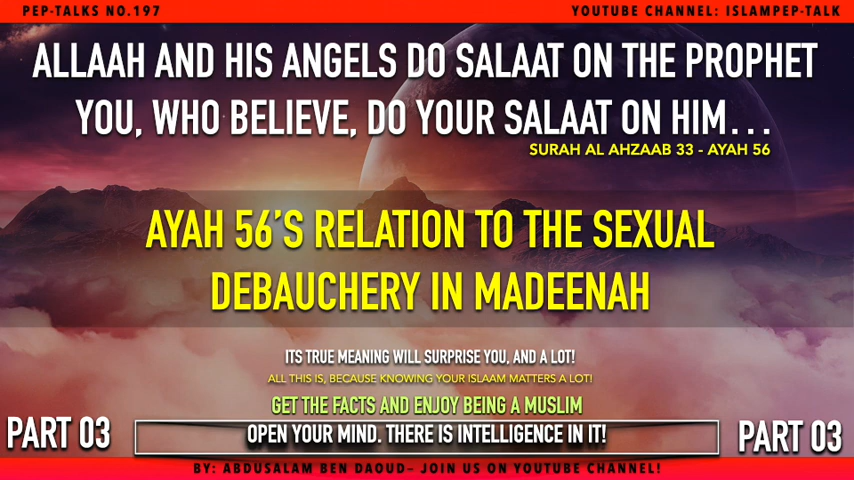 PEP-TALKS NO.197
YOUTUBE CHANNEL: ISLAMPEP-TALK
ALLAAH AND HIS ANGELS DO SALAAT ON THE PROPHET
YOU, WHO BELIEVE, DO YOUR SALAAT ON HIM...
SURAH AL AHZAAB 33 - AYAH 56
AYAH 56'S RELATION TO THE SEXUAL
DEBAUCHERY IN MADEENAH
ITS TRUE MEANING WILL SURPRISE YOU, AND A LOT!
ALL THIS IS, BECAUSE KNOWING YOUR ISLAAM MATTERS A LOT!
GET THE FACTS AND ENJOY BEING A MUSLIM
PART 03
OPEN YOUR MIND. THERE IS INTELLIGENCE IN IT!
PART 03
BY: ABDUSALAM BEN DAOUD– JOIN US ON YOUTUBE CHANNEL!